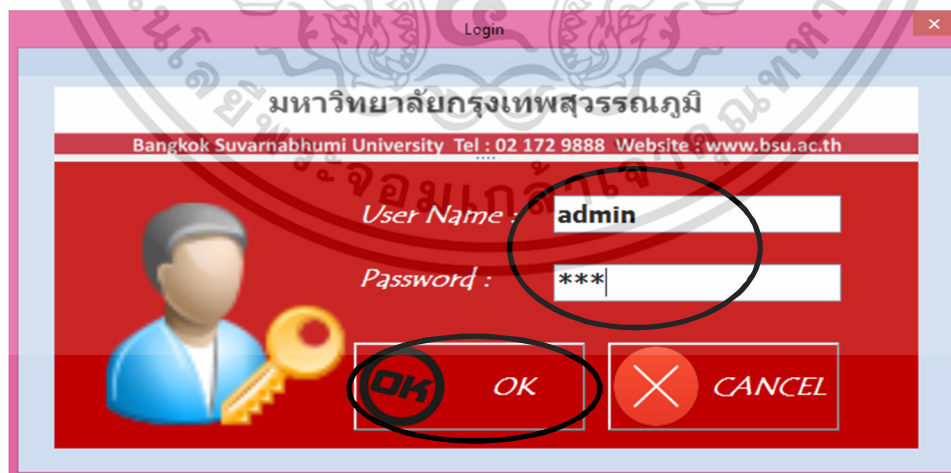 Login
มหาวิทยาลัยกรุงเทพสุวรรณภูมิ
Bangkok Suvarnabhumi University Tel : 02 172 9888 Website : www.bsu.ac.th
User Name : admin
Password : ***
OK OK CANCEL